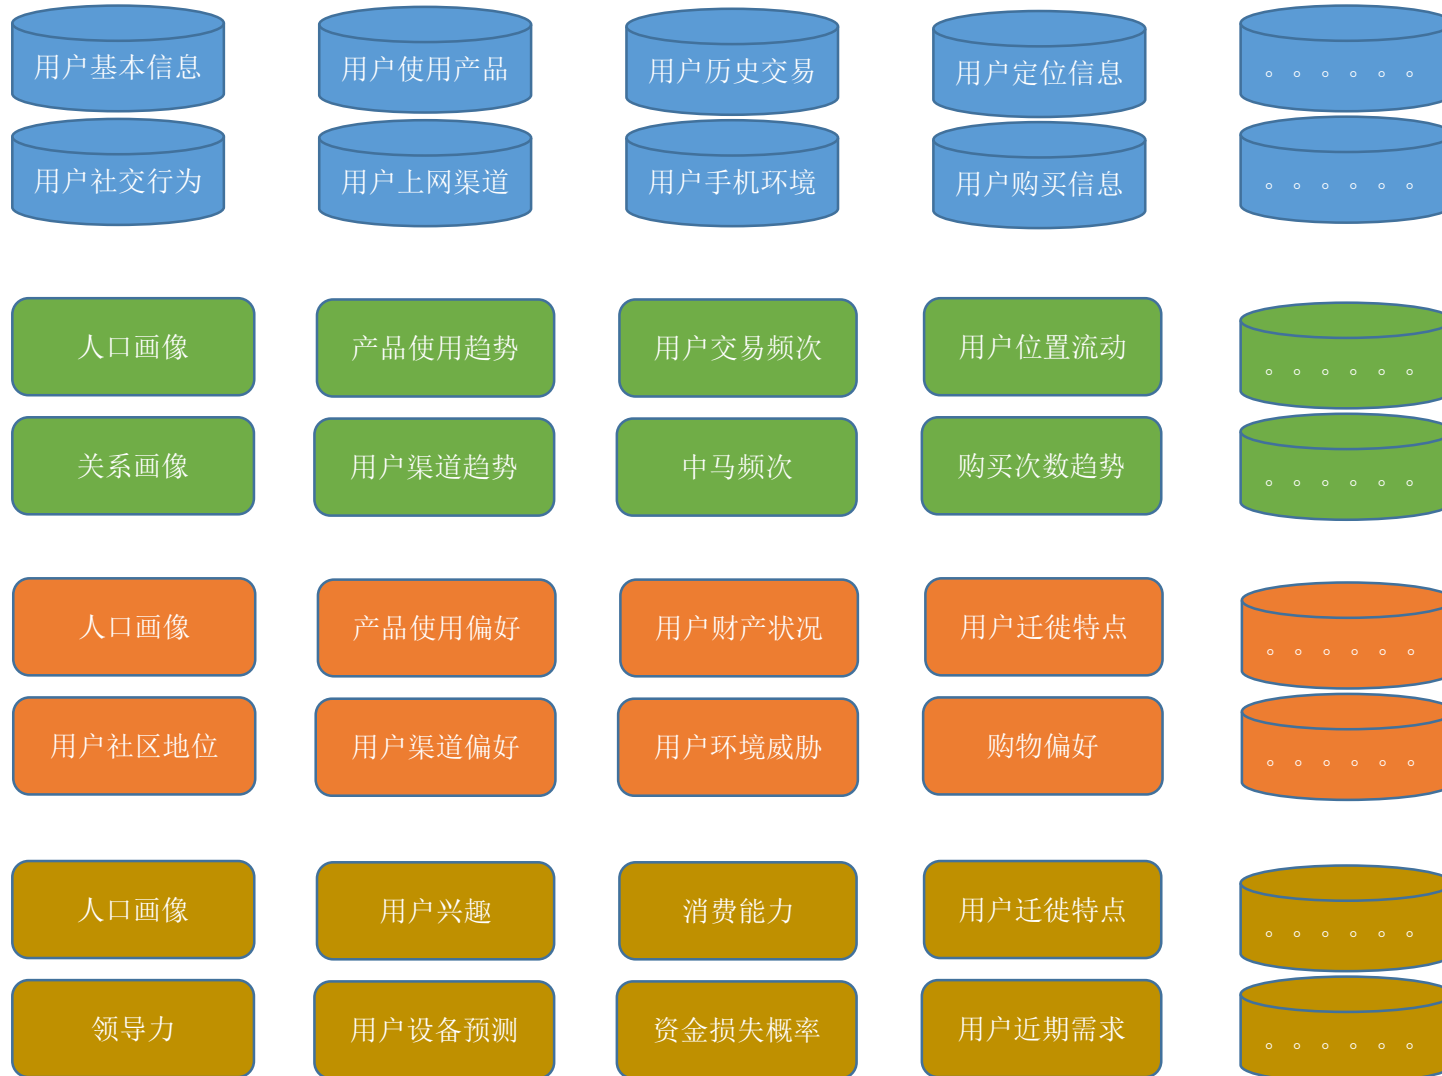 用户基本信息
用户使用产品
用户历史交易
用户定位信息
。。。。。。
用户社交行为
用户上网渠道
用户手机环境
用户购买信息
。。。。。。
人口画像
产品使用趋势
用户交易频次
用户位置流动
。。。。。。
关系画像
用户渠道趋势
中马频次
购买次数趋势
。。。。。。
人口画像
产品使用偏好
用户财产状况
用户迁徙特点
。。。。。。
用户社区地位
用户渠道偏好
用户环境威胁
购物偏好
。。。。。。
人口画像
用户兴趣
消费能力
用户迁徙特点
。。。。。。
领导力
用户设备预测
资金损失概率
用户近期需求
。。。。。。